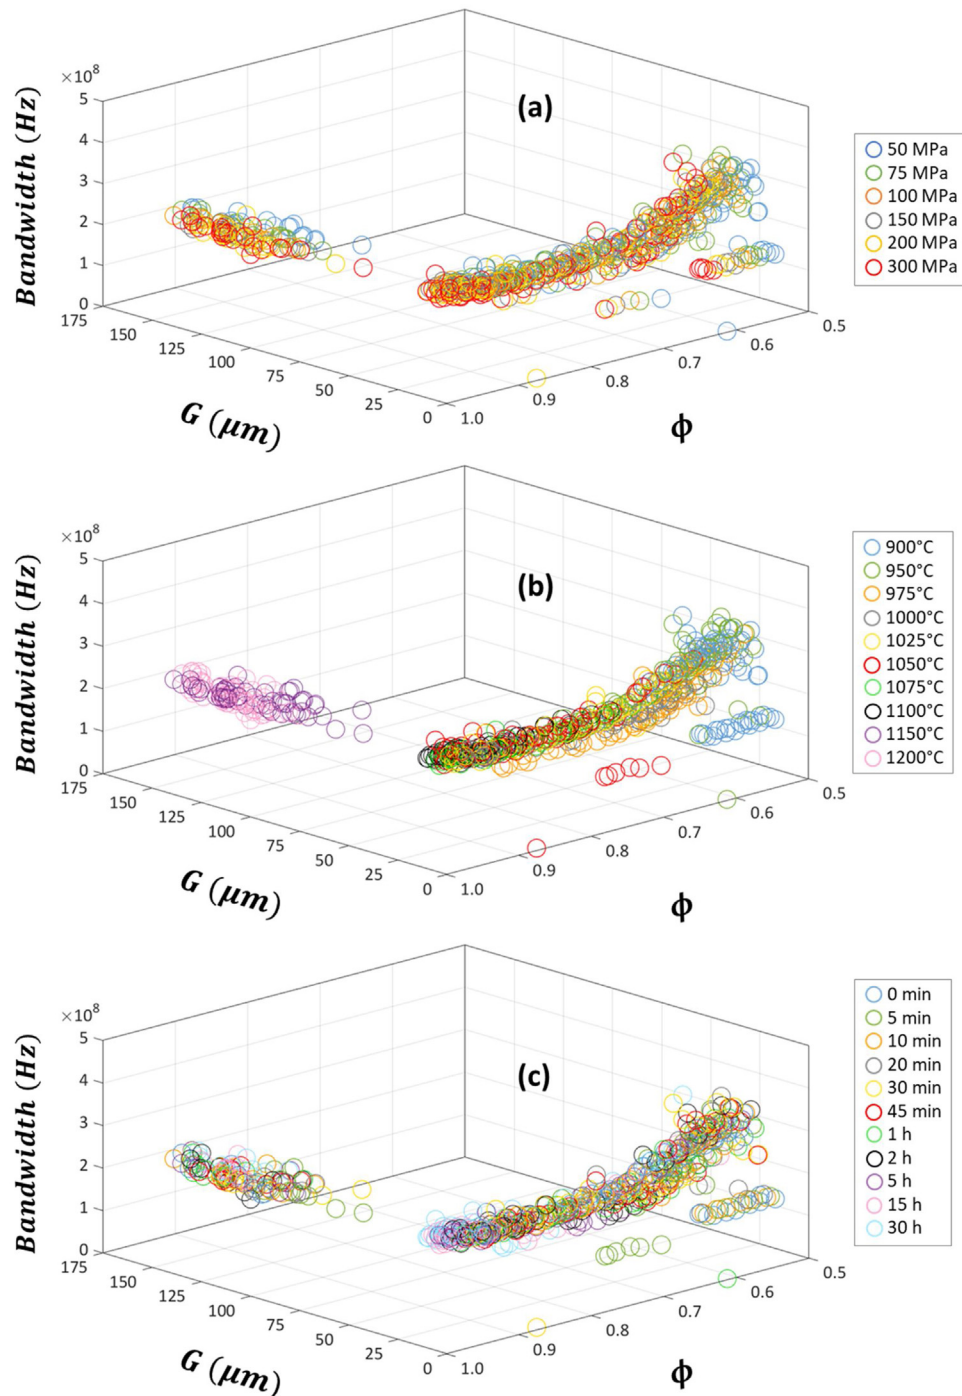 (a)
×10⁸
Bandwidth (Hz)
5
4
3
2
1
0
175
150
125
100
75
50
25
0
G (μm)
1.0
0.9
0.8
0.7
0.6
0.5
ϕ
50 MPa
75 MPa
100 MPa
150 MPa
200 MPa
300 MPa
(b)
×10⁸
Bandwidth (Hz)
5
4
3
2
1
0
175
150
125
100
75
50
25
0
G (μm)
1.0
0.9
0.8
0.7
0.6
0.5
ϕ
900°C
950°C
975°C
1000°C
1025°C
1050°C
1075°C
1100°C
1150°C
1200°C
(c)
×10⁸
Bandwidth (Hz)
5
4
3
2
1
0
175
150
125
100
75
50
25
0
G (μm)
1.0
0.9
0.8
0.7
0.6
0.5
ϕ
0 min
5 min
10 min
20 min
30 min
45 min
1 h
2 h
5 h
15 h
30 h